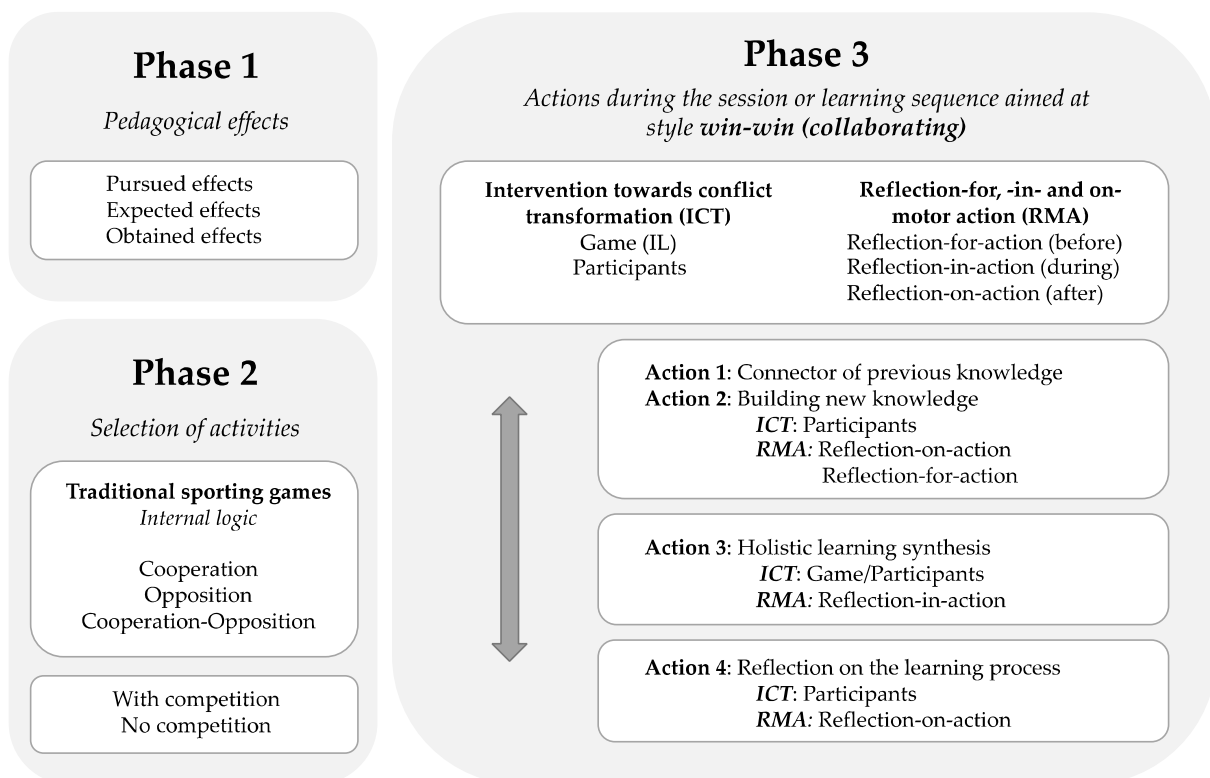 Phase 1
Pedagogical effects
Pursued effects
Expected effects
Obtained effects
Phase 2
Selection of activities
Traditional sporting games
Internal logic
Cooperation
Opposition
Cooperation-Opposition
With competition
No competition
Phase 3
Actions during the session or learning sequence aimed at
style win-win (collaborating)
Intervention towards conflict
transformation (ICT)
Game (IL)
Participants
Reflection-for, -in- and on-
motor action (RMA)
Reflection-for-action (before)
Reflection-in-action (during)
Reflection-on-action (after)
Action 1: Connector of previous knowledge
Action 2: Building new knowledge
ICT: Participants
RMA: Reflection-on-action
Reflection-for-action
Action 3: Holistic learning synthesis
ICT: Game/Participants
RMA: Reflection-in-action
Action 4: Reflection on the learning process
ICT: Participants
RMA: Reflection-on-action